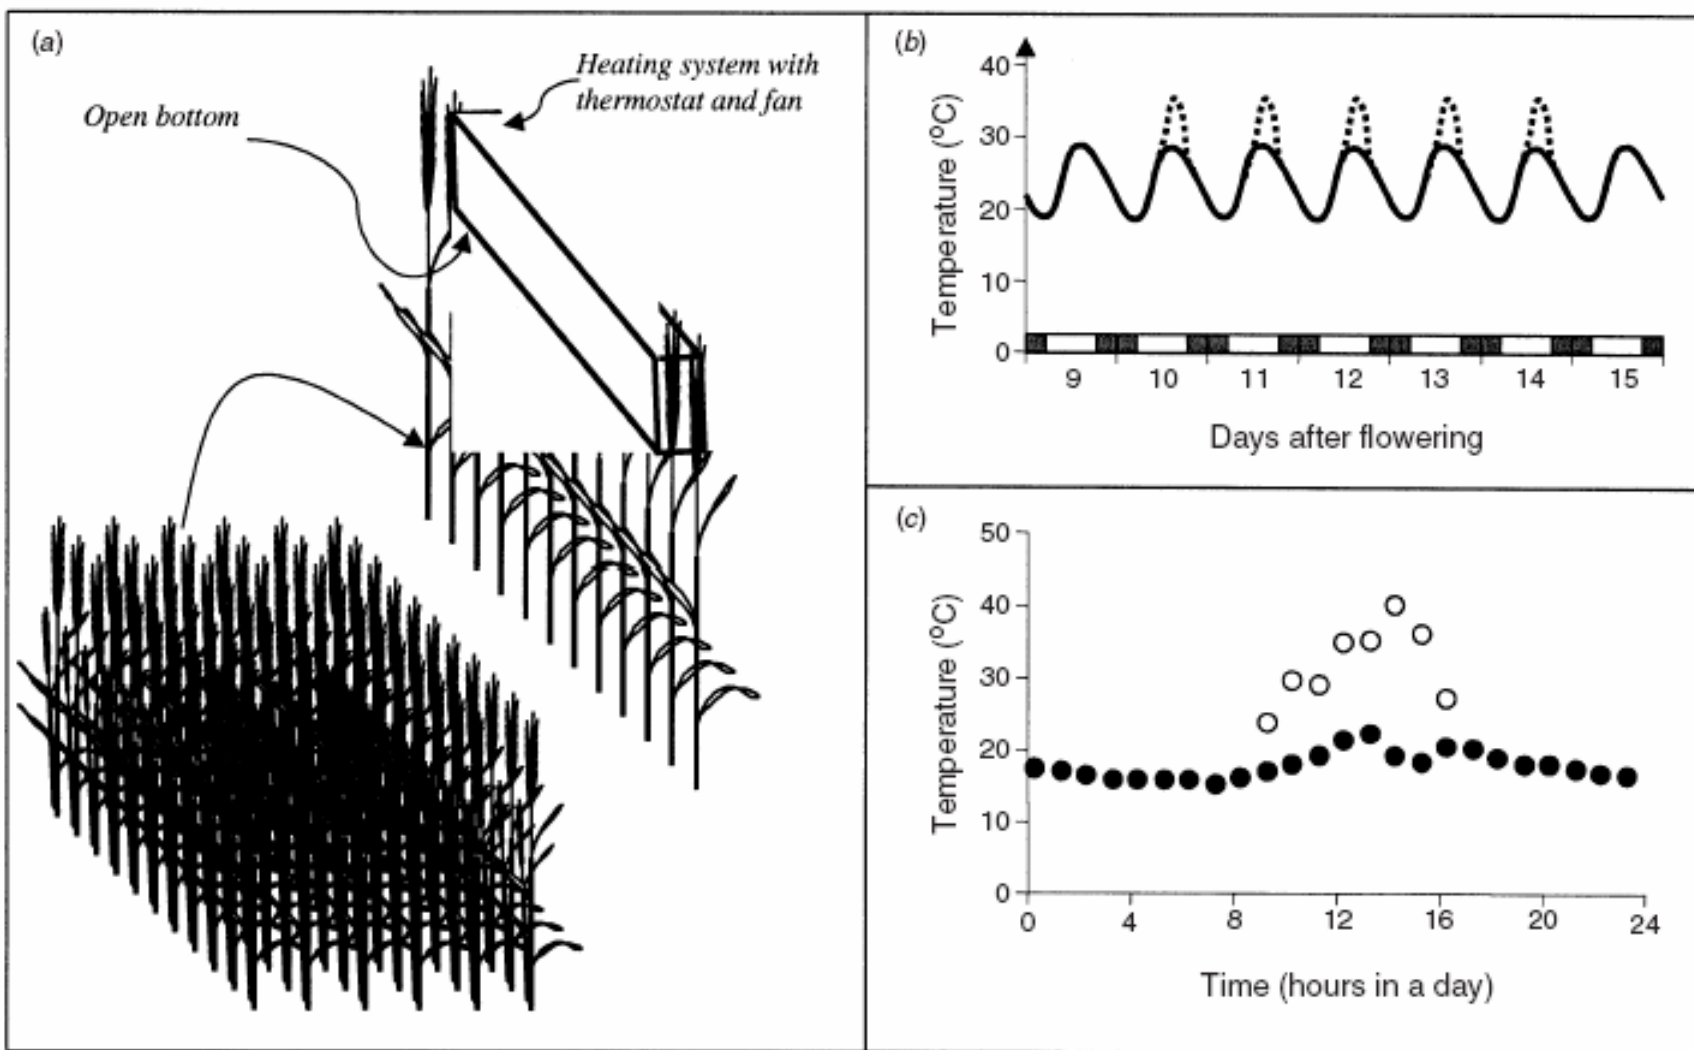 (a)
Heating system with
thermostat and fan
Open bottom
(b)
40
30
20
10
0
Temperature (°C)
9 10 11 12 13 14 15
Days after flowering
(c)
50
40
30
20
10
0
Temperature (°C)
0 4 8 12 16 20 24
Time (hours in a day)